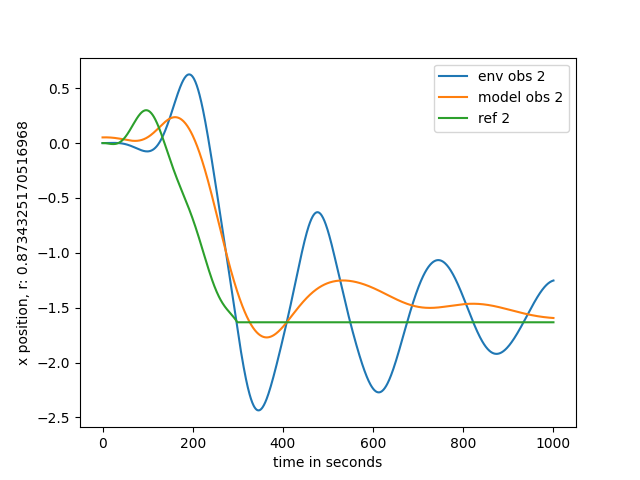 env obs 2
model obs 2
ref 2
0.5
0.0
−0.5
−1.0
−1.5
−2.0
−2.5
x position, r: 0.8734325170516968
0 200 400 600 800 1000
time in seconds